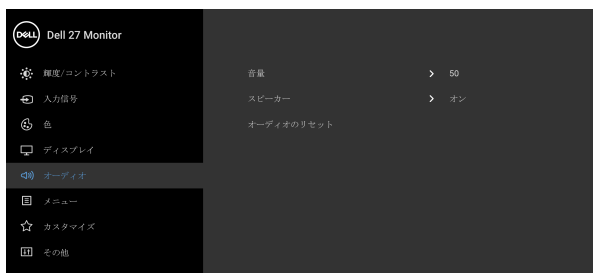 DELL Dell 27 Monitor
輝度/コントラスト
音量 50
入力信号
スピーカー オン
色
オーディオのリセット
ディスプレイ
オーディオ
メニュー
カスタマイズ
その他